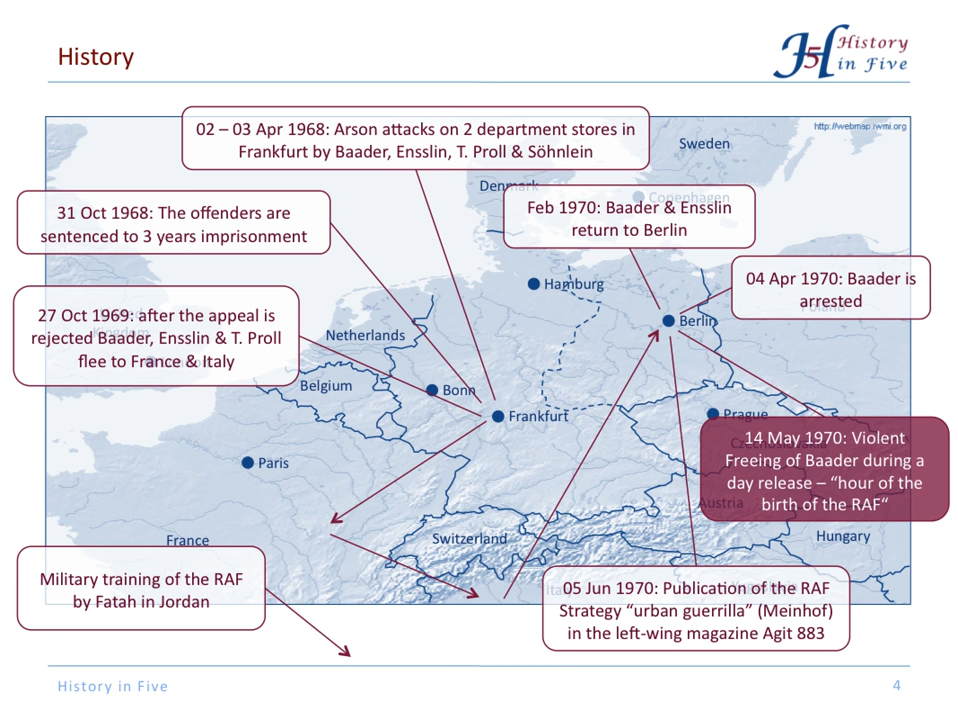 History
History
in Five
J5H
02 – 03 Apr 1968: Arson attacks on 2 department stores in
Frankfurt by Baader, Ensslin, T. Proll & Söhnlein
http://webmap.iwmi.org
Sweden
Denmark
Copenhagen
31 Oct 1968: The offenders are
sentenced to 3 years imprisonment
Feb 1970: Baader & Ensslin
return to Berlin
04 Apr 1970: Baader is
arrested
Hamburg
Poland
27 Oct 1969: after the appeal is
rejected Baader, Ensslin & T. Proll
flee to France & Italy
Kingdom
Netherlands
Berlin
Belgium
Bonn
Frankfurt
Prague
14 May 1970: Violent
Freeing of Baader during a
day release – “hour of the
birth of the RAF“
Paris
Austria
France
Switzerland
Hungary
Military training of the RAF
by Fatah in Jordan
05 Jun 1970: Publication of the RAF
Strategy “urban guerrilla” (Meinhof)
in the left-wing magazine Agit 883
History in Five
4